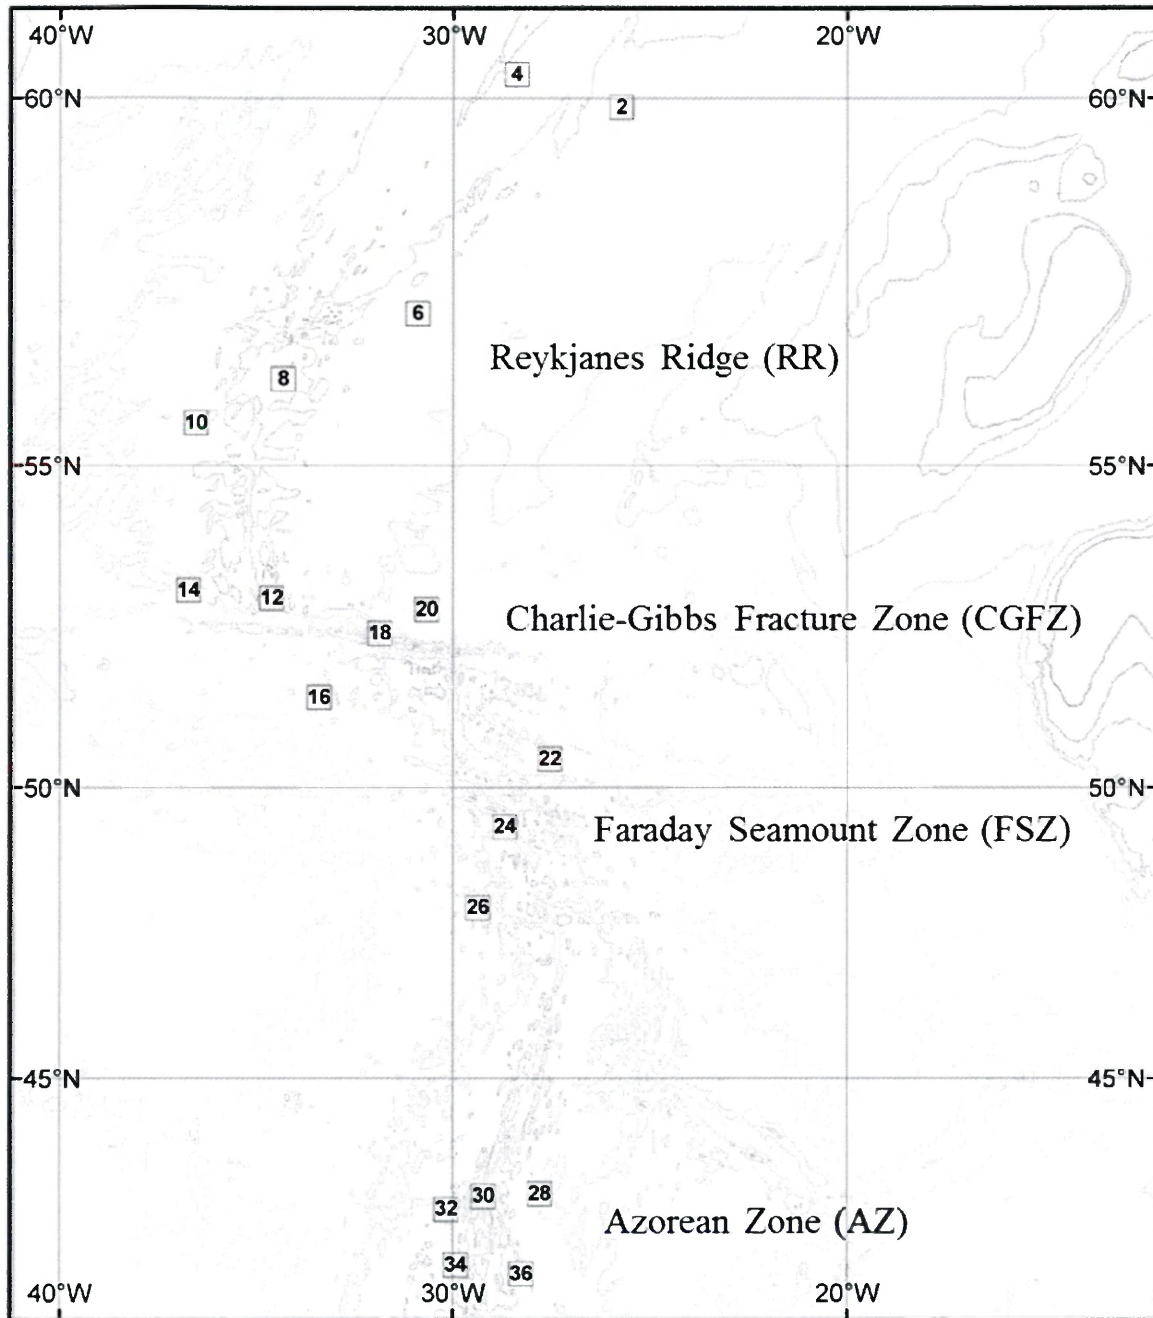 40°W 30°W 20°W
4
60°N 2 60°N
6
Reykjanes Ridge (RR)
8
10
55°N 55°N
14 12 20
Charlie-Gibbs Fracture Zone (CGFZ)
18
16
22
50°N 50°N
24 Faraday Seamount Zone (FSZ)
26
45°N 45°N
32 30 28
Azorean Zone (AZ)
34 36
40°W 30°W 20°W